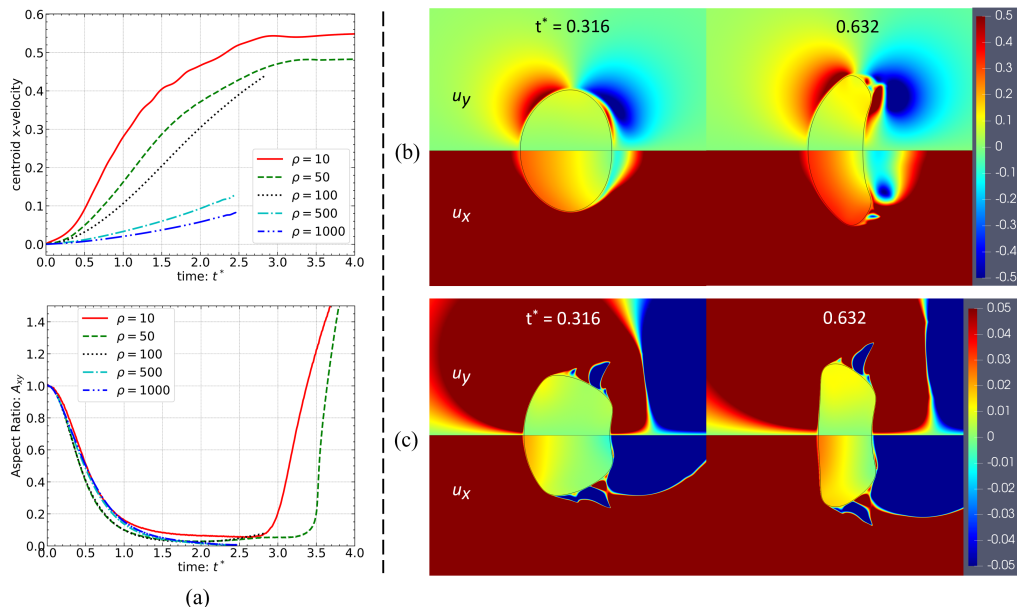 centroid x-velocity
0.6
0.5
0.4
0.3
0.2
0.1
0.0
ρ = 10
ρ = 50
ρ = 100
ρ = 500
ρ = 1000
0.0 0.5 1.0 1.5 2.0 2.5 3.0 3.5 4.0
time: t*
Aspect Ratio: Axy
1.4
1.2
1.0
0.8
0.6
0.4
0.2
0.0
ρ = 10
ρ = 50
ρ = 100
ρ = 500
ρ = 1000
0.0 0.5 1.0 1.5 2.0 2.5 3.0 3.5 4.0
time: t*
(a)
(b)
t* = 0.316 0.632
uy
ux
0.5
0.4
0.3
0.2
0.1
0
-0.1
-0.2
-0.3
-0.4
-0.5
(c)
t* = 0.316 0.632
uy
ux
0.05
0.04
0.03
0.02
0.01
0
-0.01
-0.02
-0.03
-0.04
-0.05